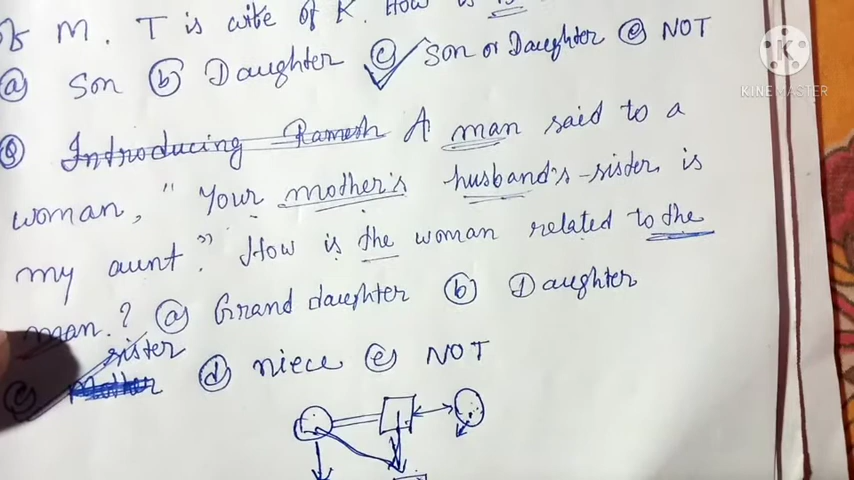 of M. T is wife of K. How is
(a) Son (b) Daughter (c) Son or Daughter (e) NOT
K
KINEMASTER
(Q) Introducing Ramesh A man said to a
woman, " Your mother's husband's sister is
my aunt". How is the woman related to the
man.? (a) Grand daughter (b) Daughter
(c) sister (d) niece (e) NOT